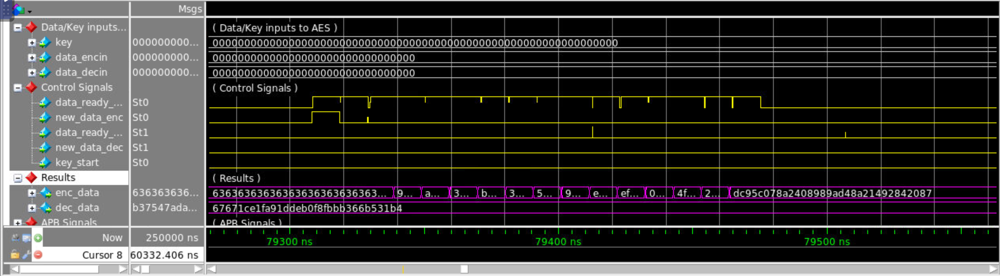 Msgs
Data/Key inputs... ( Data/Key inputs to AES )
key 000000000... 0000000000000000000000000000000000000000000000000000000000000000
data_encin 000000000... 00000000000000000000000000000000
data_decin 000000000... 00000000000000000000000000000000
Control Signals ( Control Signals )
data_ready_... St0
new_data_enc St0
data_ready_... St1
new_data_dec St1
key_start St0
Results ( Results )
enc_data 636363636... 63636363636363636363636363... 9... a... 3... b... 3... 5... 9... e... ef... 0... 4f... 2... dc95c078a2408989ad48a21492842087
dec_data b37547ada... 67671ce1fa91ddeb0f8fbbb366b531b4
APB Signals ( APB Signals )
Now 250000 ns 79300 ns 79400 ns 79500 ns
Cursor 8 60332.406 ns